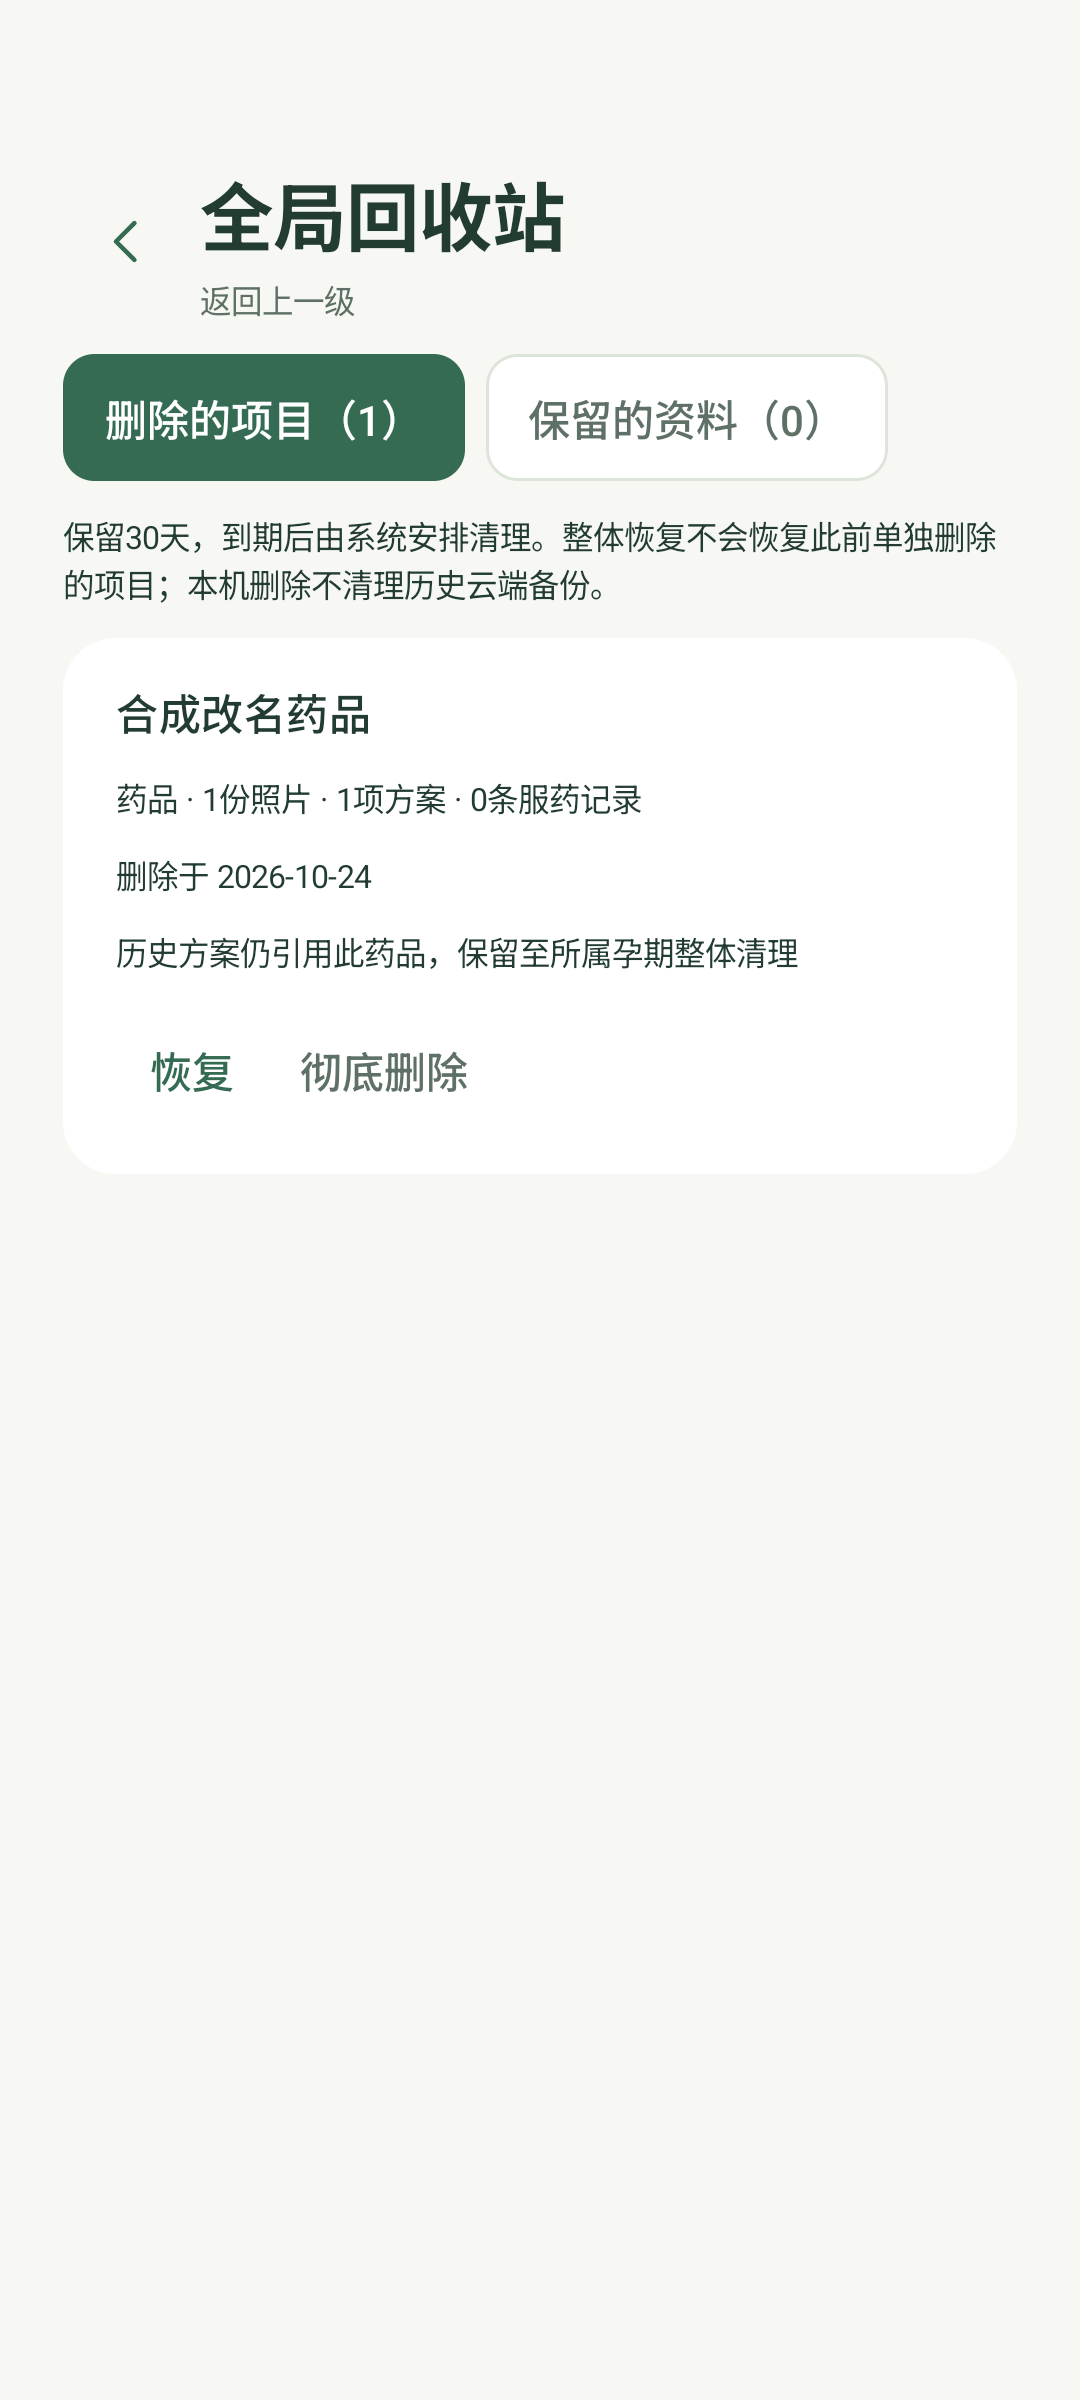 全局回收站
返回上一级
删除的项目（1）
保留的资料（0）
保留30天，到期后由系统安排清理。整体恢复不会恢复此前单独删除
的项目；本机删除不清理历史云端备份。
合成改名药品
药品 · 1份照片 · 1项方案 · 0条服药记录
删除于 2026-10-24
历史方案仍引用此药品，保留至所属孕期整体清理
恢复
彻底删除